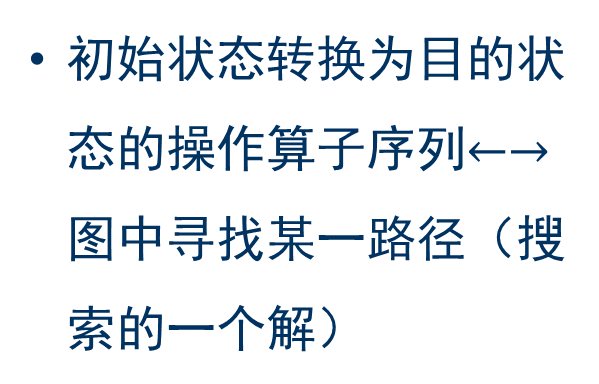 • 初始状态转换为目的状
态的操作算子序列←→
图中寻找某一路径（搜
索的一个解）